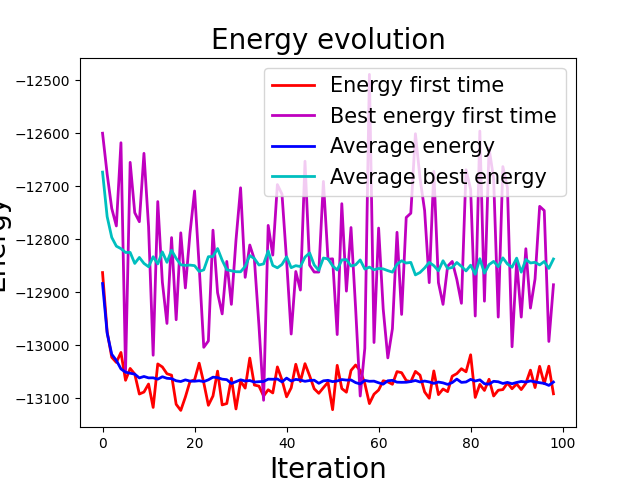 Energy evolution
Energy
−12500
−12600
−12700
−12800
−12900
−13000
−13100
Energy first time
Best energy first time
Average energy
Average best energy
0
20
40
60
80
100
Iteration